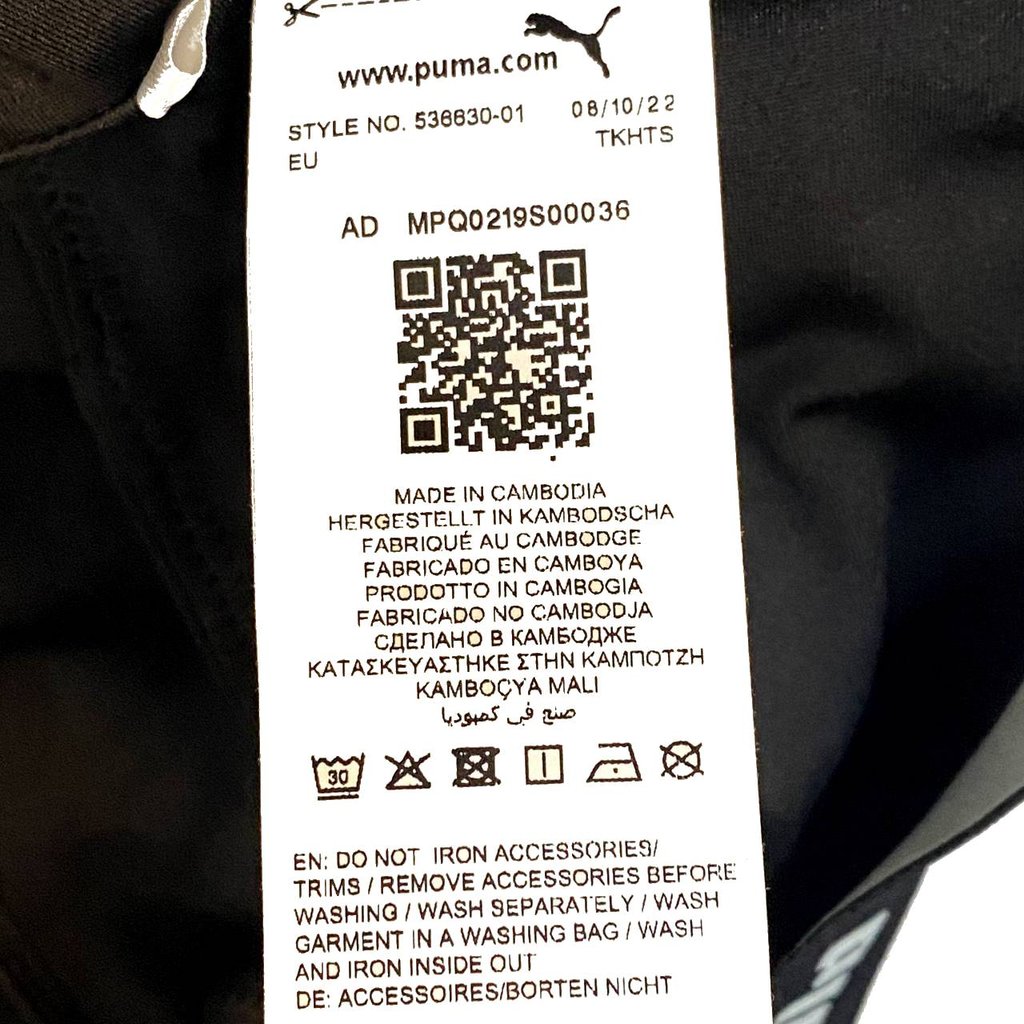 www.puma.com
STYLE NO. 536830-01 08/10/22
EU TKHTS
AD MPQ0219S00036
MADE IN CAMBODIA
HERGESTELLT IN KAMBODSCHA
FABRIQUÉ AU CAMBODGE
FABRICADO EN CAMBOYA
PRODOTTO IN CAMBOGIA
FABRICADO NO CAMBODJA
СДЕЛАНО В КАМБОДЖЕ
ΚΑΤΑΣΚΕΥΑΣΤΗΚΕ ΣΤΗΝ ΚΑΜΠΟΤΖΗ
KAMBOÇYA MALI
صنع في كمبوديا
30
EN: DO NOT IRON ACCESSORIES/
TRIMS / REMOVE ACCESSORIES BEFORE
WASHING / WASH SEPARATELY / WASH
GARMENT IN A WASHING BAG / WASH
AND IRON INSIDE OUT
DE: ACCESSOIRES/BORTEN NICHT